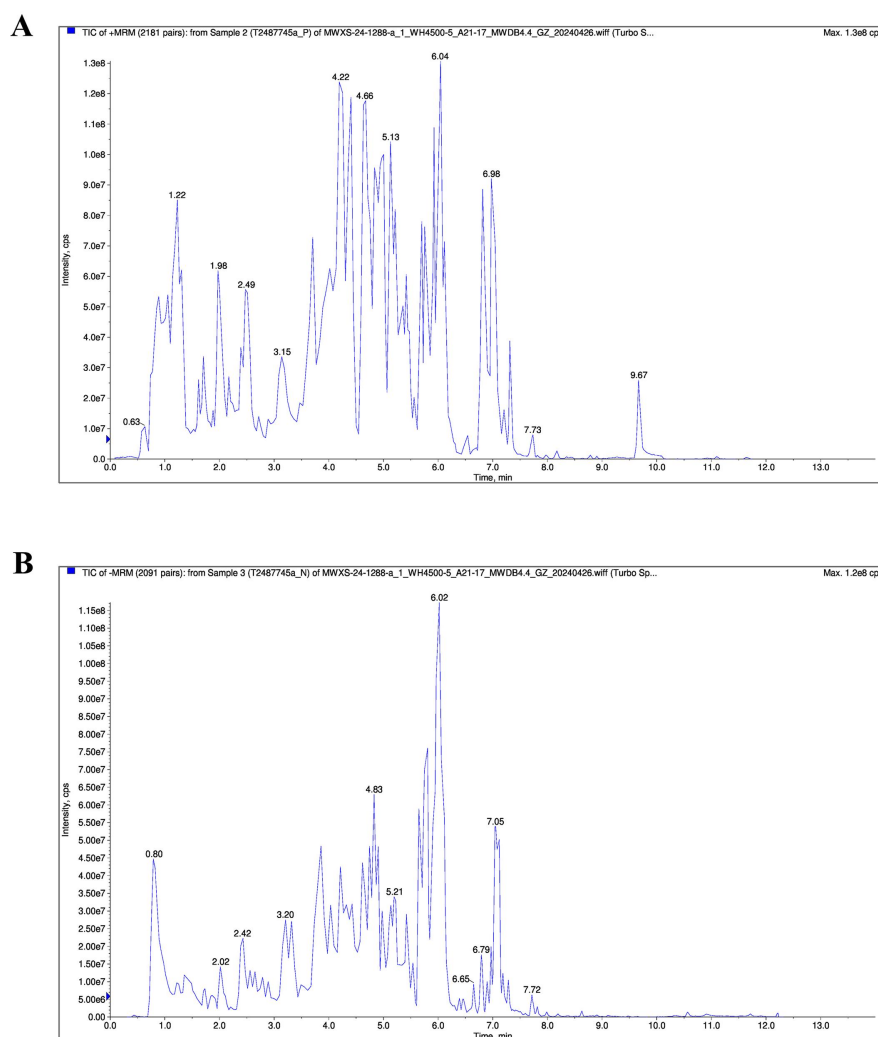 A
TIC of +MRM (2181 pairs): from Sample 2 (T2487745a_P) of MWXS-24-1288-a_1_WH4500-5_A21-17_MWDB4.4_GZ_20240426.wiff (Turbo S... Max. 1.3e8 cp
1.3e8
1.2e8
1.1e8
1.0e8
9.0e7
8.0e7
7.0e7
6.0e7
5.0e7
4.0e7
3.0e7
2.0e7
1.0e7
0.0
Intensity, cps
0.63
1.22
1.98
2.49
3.15
4.22
4.66
5.13
6.04
6.98
7.73
9.67
0.0 1.0 2.0 3.0 4.0 5.0 6.0 7.0 8.0 9.0 10.0 11.0 12.0 13.0
Time, min
B
TIC of -MRM (2091 pairs): from Sample 3 (T2487745a_N) of MWXS-24-1288-a_1_WH4500-5_A21-17_MWDB4.4_GZ_20240426.wiff (Turbo Sp... Max. 1.2e8 cp
1.15e8
1.10e8
1.05e8
1.00e8
9.50e7
9.00e7
8.50e7
8.00e7
7.50e7
7.00e7
6.50e7
6.00e7
5.50e7
5.00e7
4.50e7
4.00e7
3.50e7
3.00e7
2.50e7
2.00e7
1.50e7
1.00e7
5.00e6
0.00
Intensity, cps
0.80
2.02
2.42
3.20
4.83
5.21
6.02
6.65
6.79
7.05
7.72
0.0 1.0 2.0 3.0 4.0 5.0 6.0 7.0 8.0 9.0 10.0 11.0 12.0 13.0
Time, min